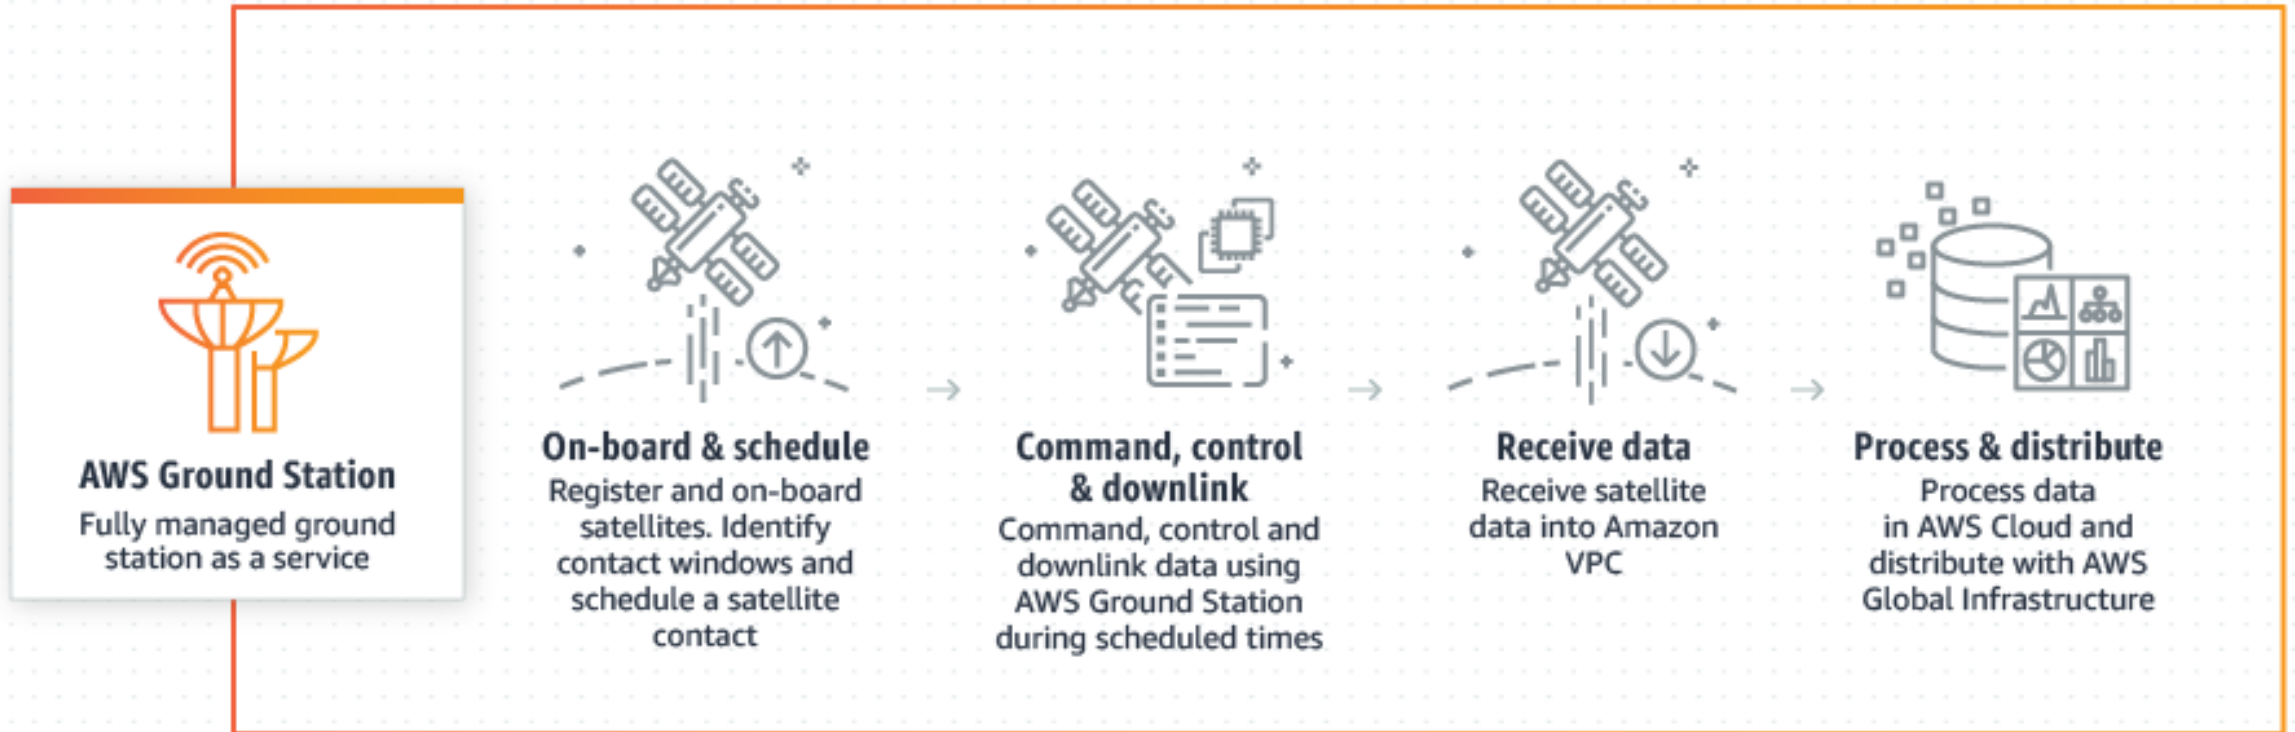 AWS Ground Station
Fully managed ground
station as a service
On-board & schedule
Register and on-board
satellites. Identify
contact windows and
schedule a satellite
contact
Command, control
& downlink
Command, control and
downlink data using
AWS Ground Station
during scheduled times
Receive data
Receive satellite
data into Amazon
VPC
Process & distribute
Process data
in AWS Cloud and
distribute with AWS
Global Infrastructure